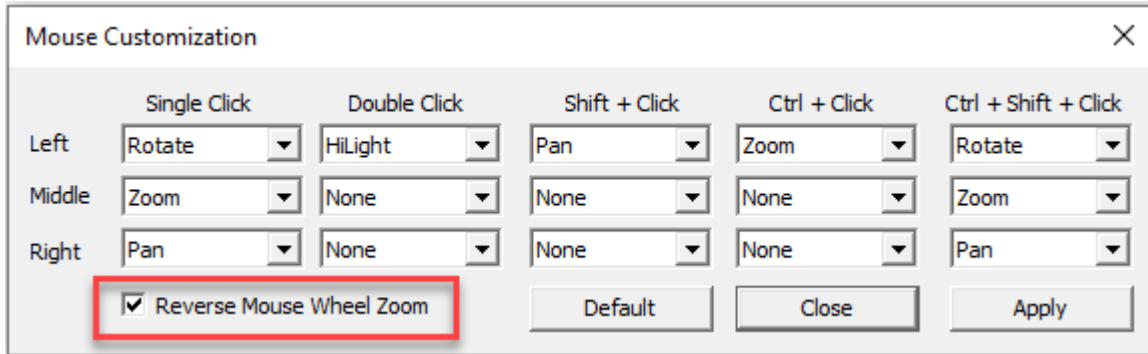 Mouse Customization
Single Click Double Click Shift + Click Ctrl + Click Ctrl + Shift + Click
Left Rotate HiLight Pan Zoom Rotate
Middle Zoom None None None Zoom
Right Pan None None None Pan
Reverse Mouse Wheel Zoom Default Close Apply